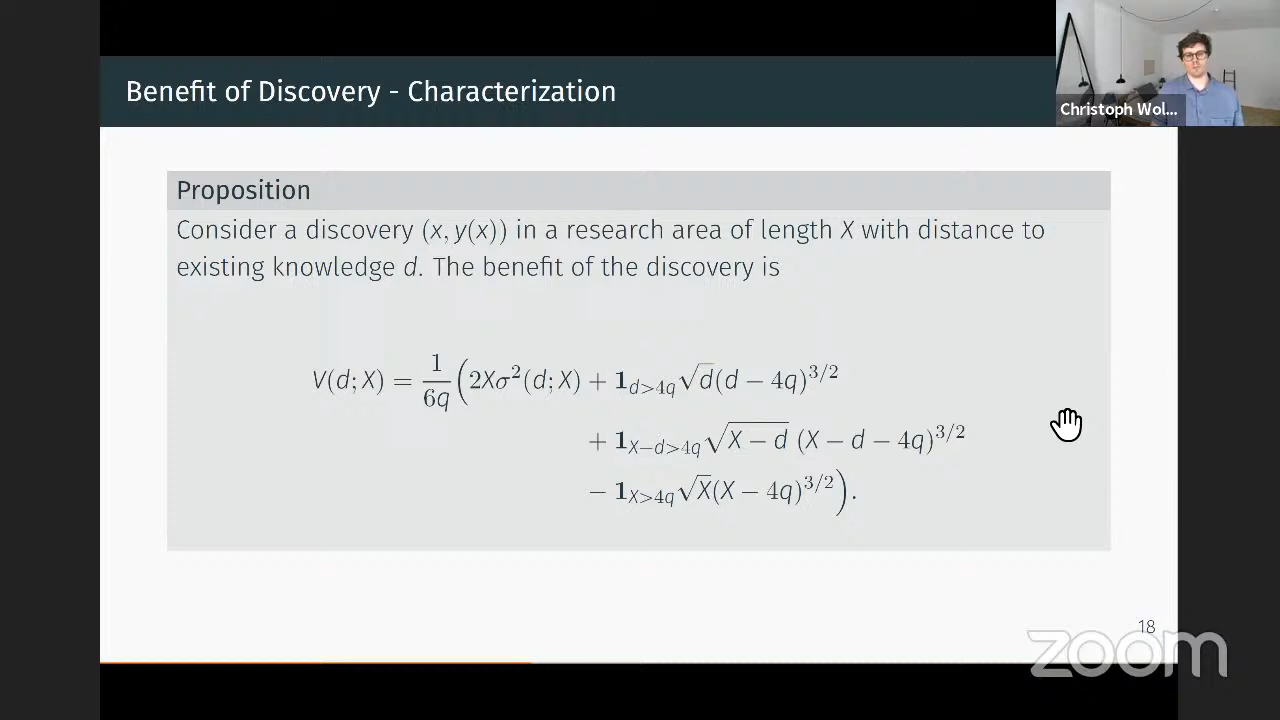 Benefit of Discovery - Characterization
Christoph Wol...
Proposition
Consider a discovery (x, y(x)) in a research area of length X with distance to
existing knowledge d. The benefit of the discovery is
V(d; X) = \frac{1}{6q}(2Xσ²(d; X) + 1_{d>4q}√d(d − 4q)^{3/2}
+ 1_{X−d>4q}√(X − d) (X − d − 4q)^{3/2}
− 1_{X>4q}√X(X − 4q)^{3/2}).
18
zoom